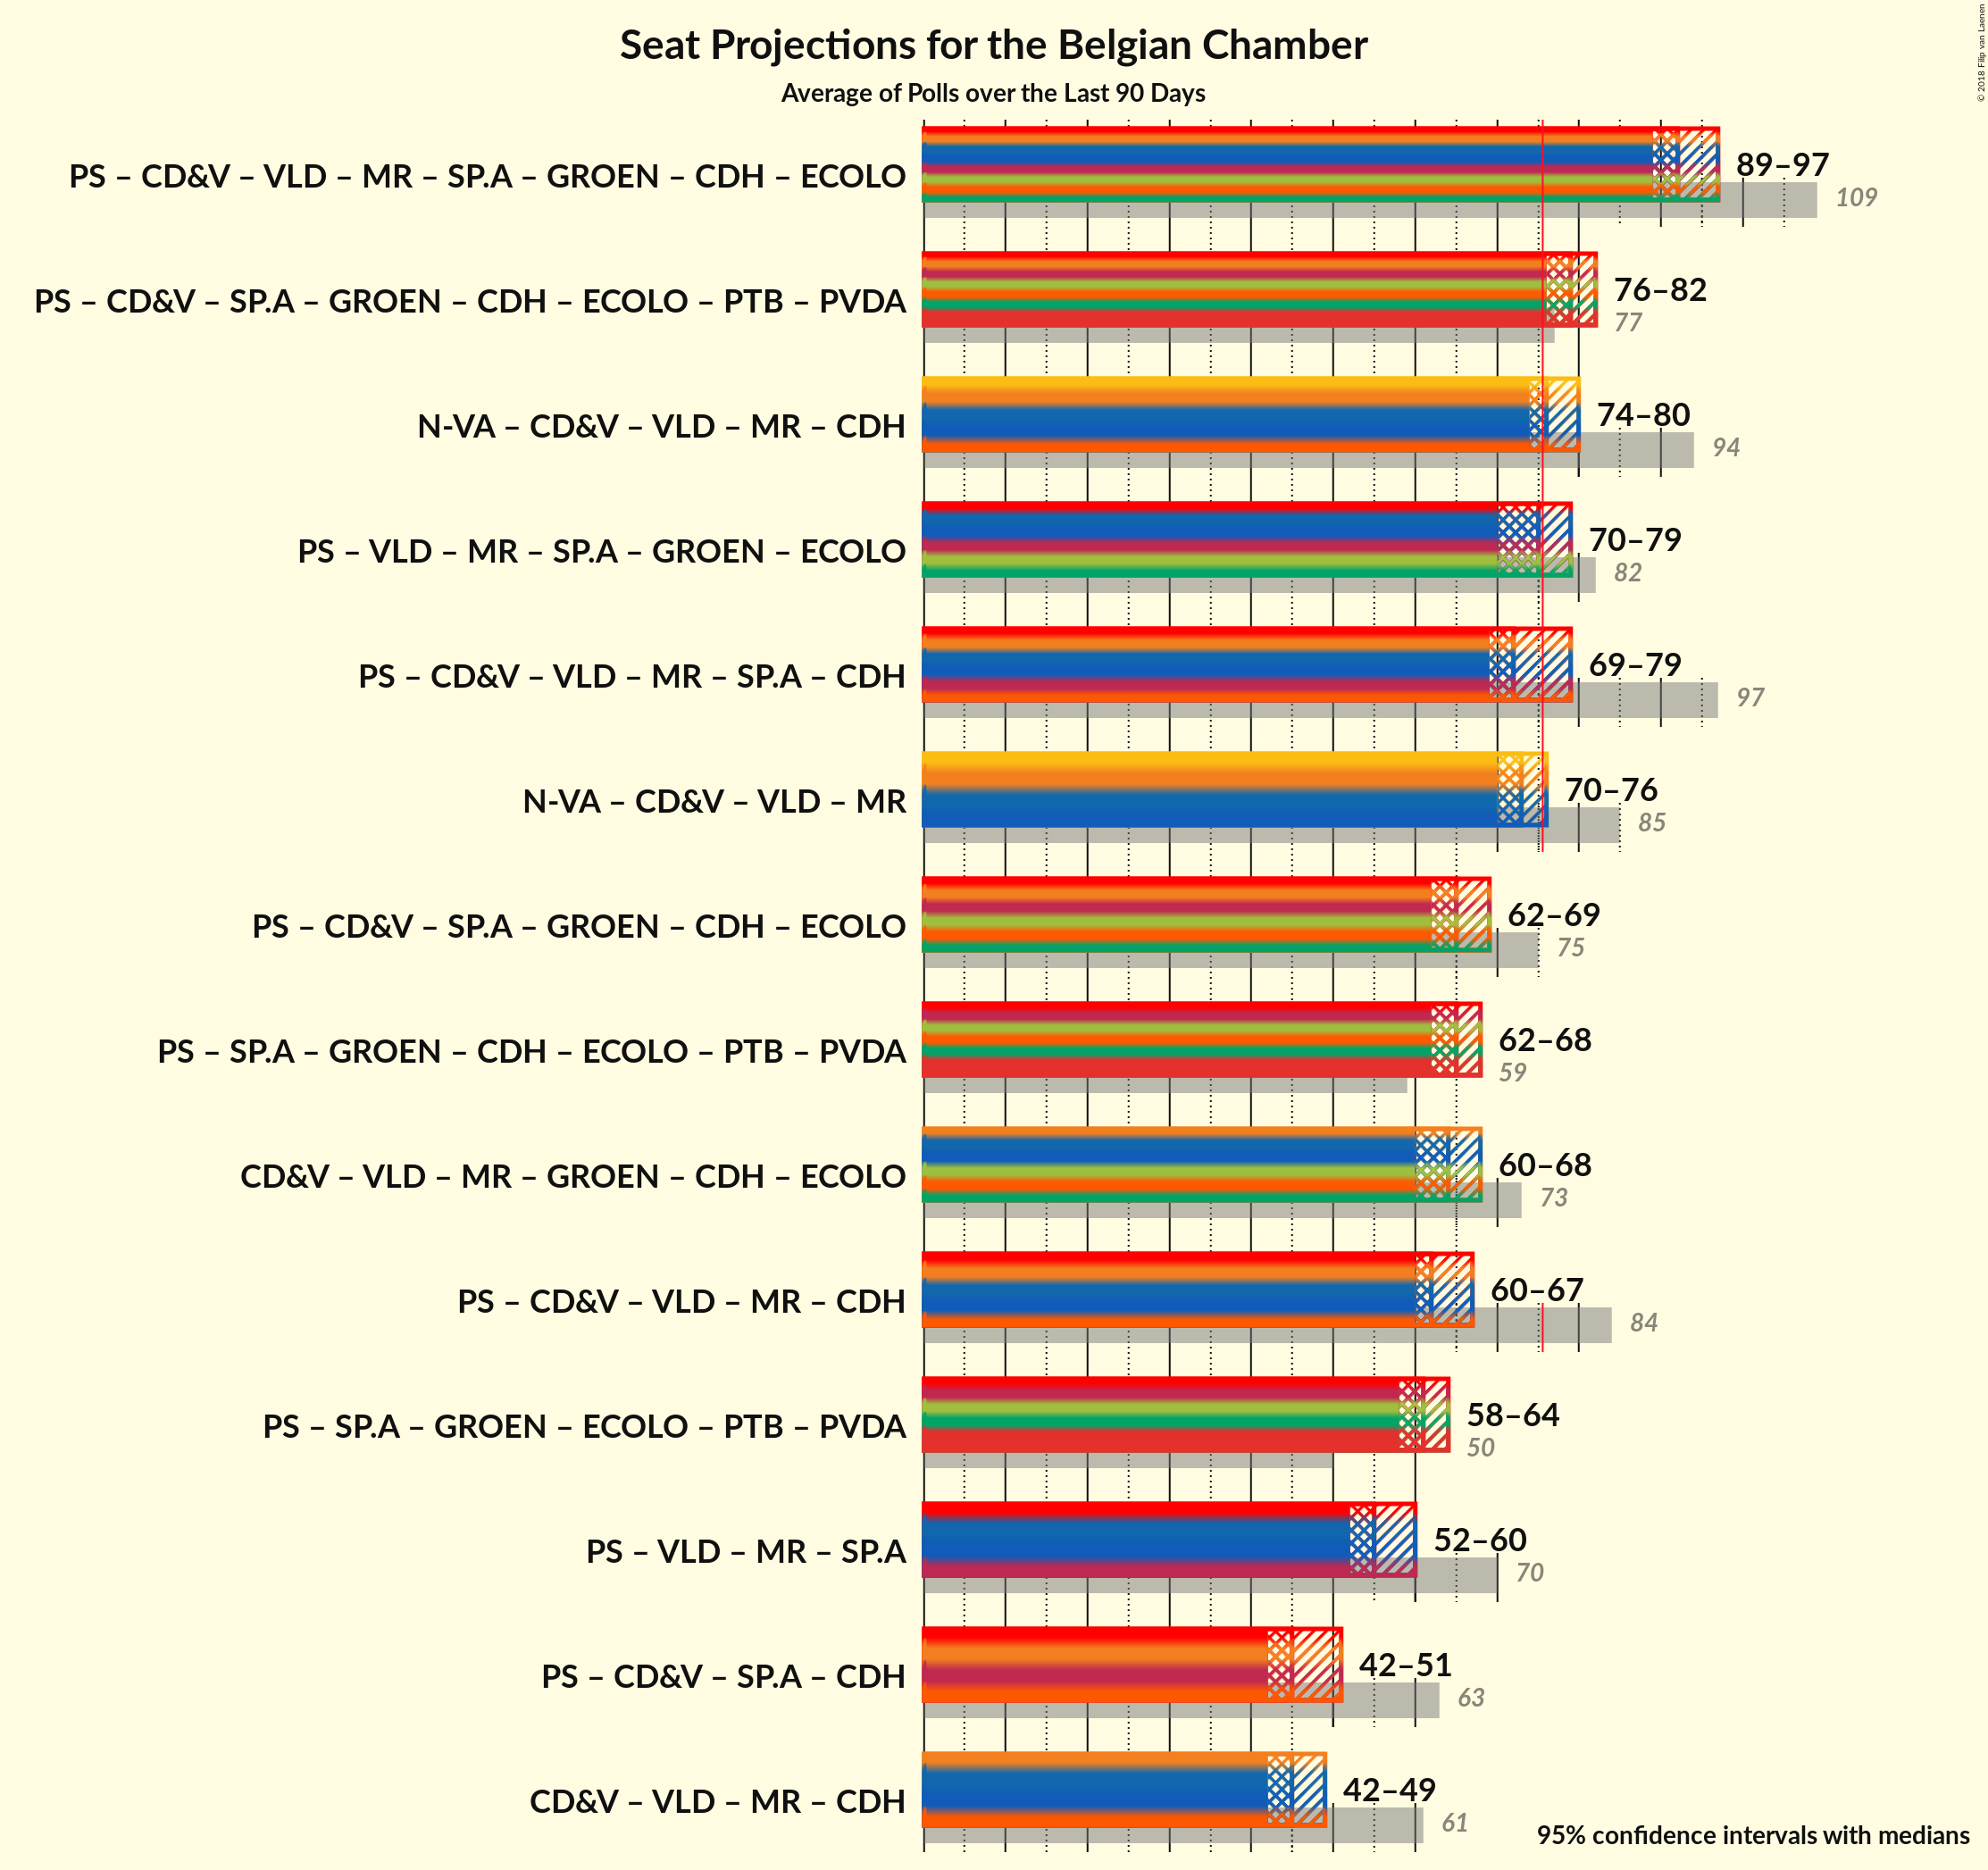 Seat Projections for the Belgian Chamber
Average of Polls over the Last 90 Days
© 2018 Filip van Laenen
PS – CD&V – VLD – MR – SP.A – GROEN – CDH – ECOLO
89–97
109
PS – CD&V – SP.A – GROEN – CDH – ECOLO – PTB – PVDA
76–82
77
N-VA – CD&V – VLD – MR – CDH
74–80
94
PS – VLD – MR – SP.A – GROEN – ECOLO
70–79
82
PS – CD&V – VLD – MR – SP.A – CDH
69–79
97
N-VA – CD&V – VLD – MR
70–76
85
PS – CD&V – SP.A – GROEN – CDH – ECOLO
62–69
75
PS – SP.A – GROEN – CDH – ECOLO – PTB – PVDA
62–68
59
CD&V – VLD – MR – GROEN – CDH – ECOLO
60–68
73
PS – CD&V – VLD – MR – CDH
60–67
84
PS – SP.A – GROEN – ECOLO – PTB – PVDA
58–64
50
PS – VLD – MR – SP.A
52–60
70
PS – CD&V – SP.A – CDH
42–51
63
CD&V – VLD – MR – CDH
42–49
61
95% confidence intervals with medians